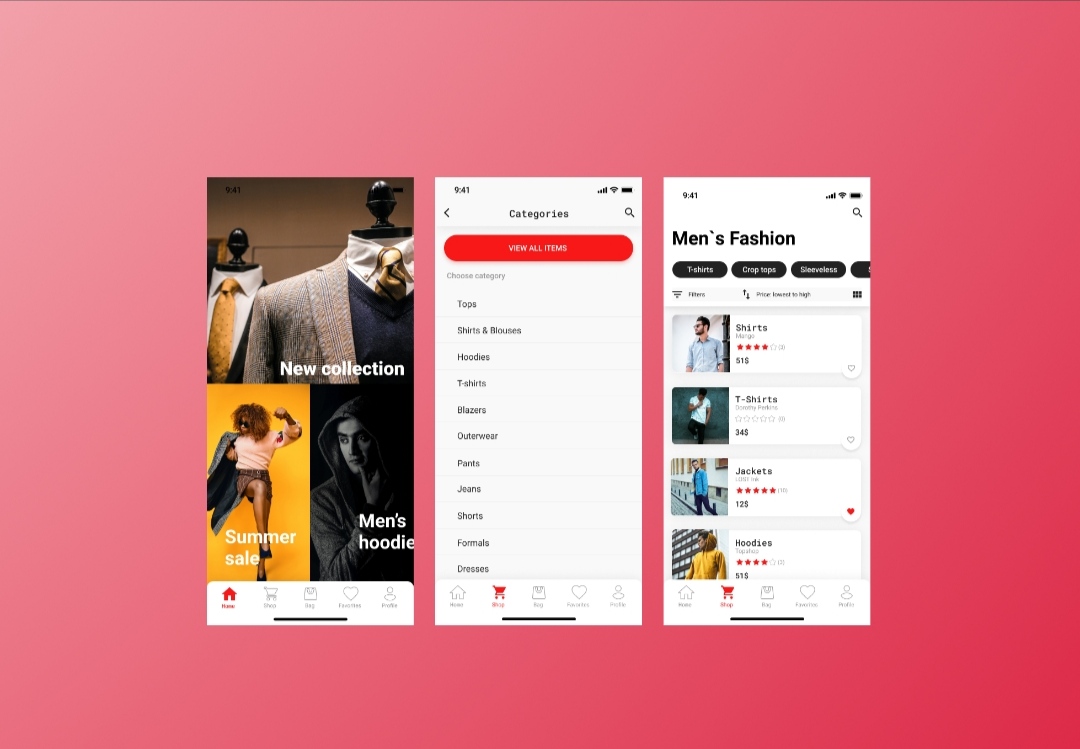 9:41
New collection
Summer
sale
Men's
hoodie
Home
Shop
Bag
Favorites
Profile
9:41
Categories
VIEW ALL ITEMS
Choose category
Tops
Shirts & Blouses
Hoodies
T-shirts
Blazers
Outerwear
Pants
Jeans
Shorts
Formals
Dresses
Home
Shop
Bag
Favorites
Profile
9:41
Men`s Fashion
T-shirts
Crop tops
Sleeveless
Filters
Price: lowest to high
Shirts
Mango
(3)
51$
T-Shirts
Dorothy Perkins
(0)
34$
Jackets
LOST Ink
(10)
12$
Hoodies
Topshop
51$
Home
Shop
Bag
Favorites
Profile